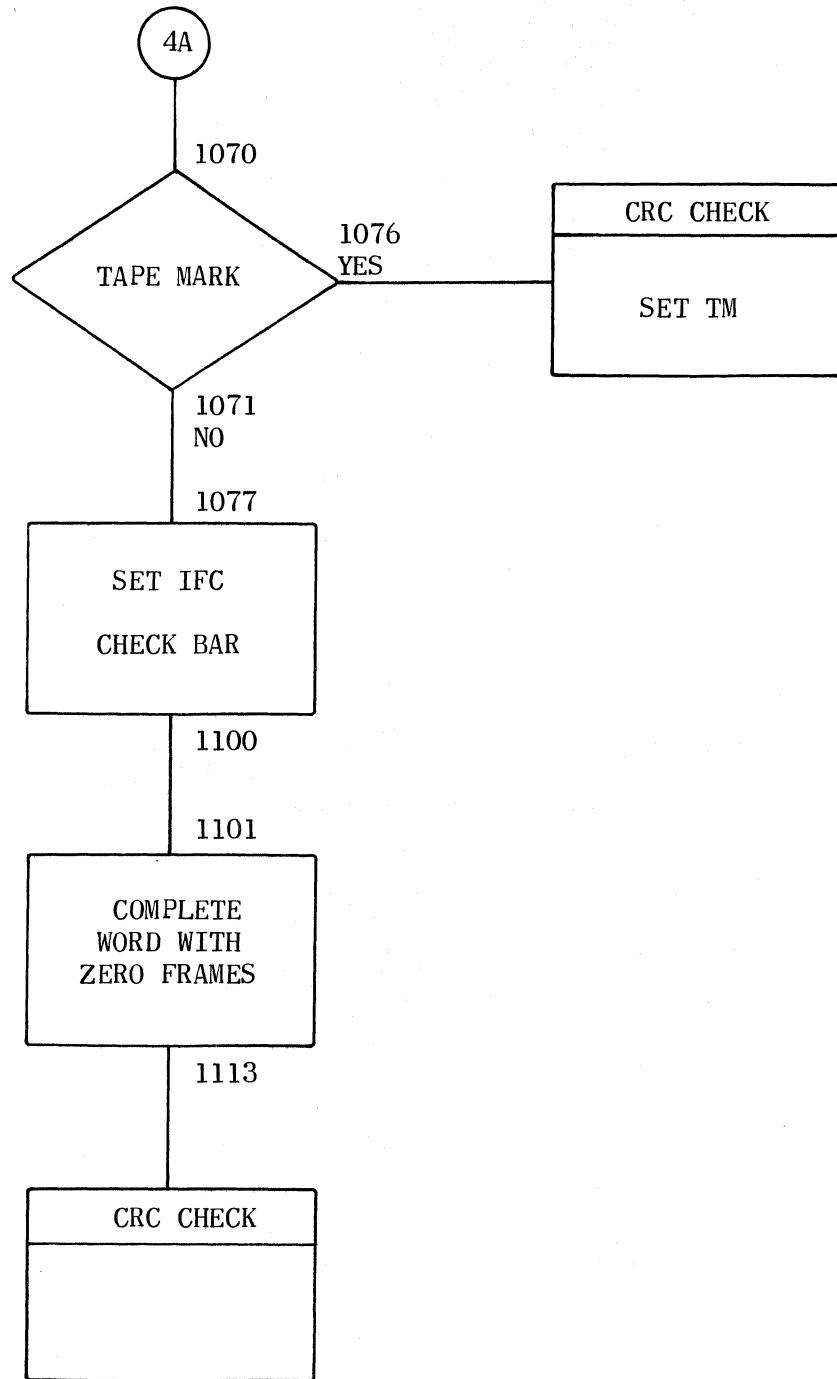 4A
1070
TAPE MARK
1076
YES
CRC CHECK
SET TM
1071
NO
1077
SET IFC
CHECK BAR
1100
1101
COMPLETE
WORD WITH
ZERO FRAMES
1113
CRC CHECK